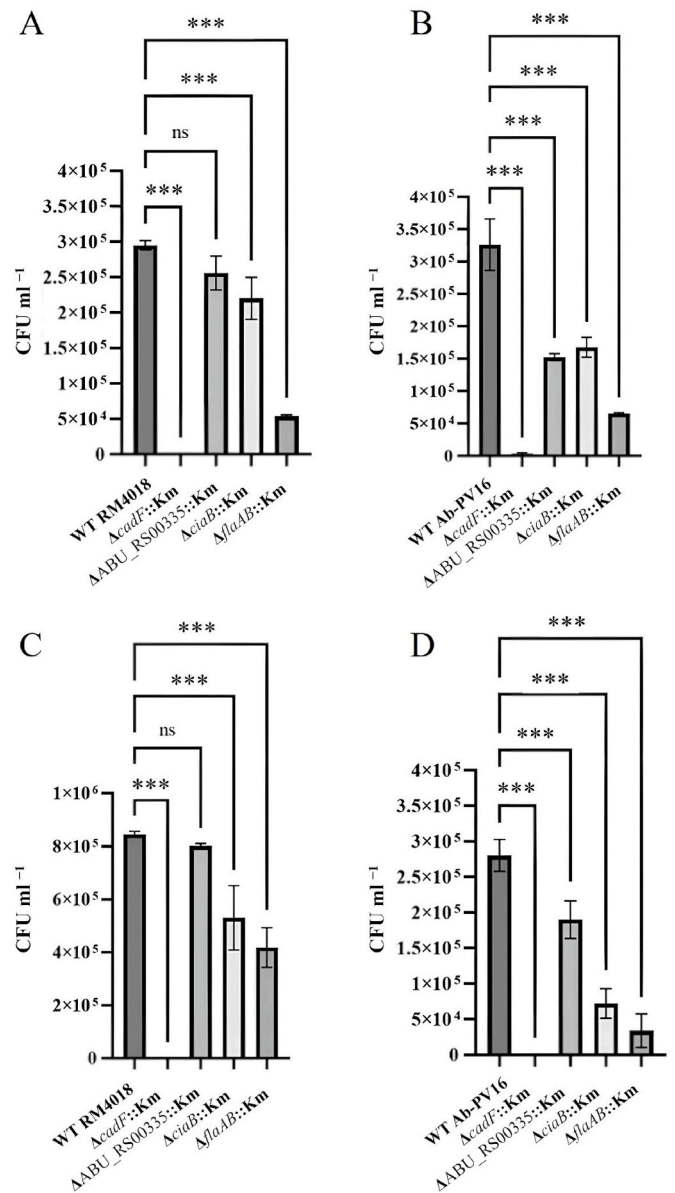 A
***
***
ns
***
4×10⁵
3.5×10⁵
3×10⁵
2.5×10⁵
2×10⁵
1.5×10⁵
1×10⁵
5×10⁴
0
CFU ml ⁻¹
WT RM4018
ΔcadF::Km
ΔABU_RS00335::Km
ΔciaB::Km
ΔflaAB::Km
B
***
***
***
***
4×10⁵
3.5×10⁵
3×10⁵
2.5×10⁵
2×10⁵
1.5×10⁵
1×10⁵
5×10⁴
0
CFU ml ⁻¹
WT Ab-PV16
ΔcadF::Km
ΔABU_RS00335::Km
ΔciaB::Km
ΔflaAB::Km
C
***
***
ns
***
1×10⁶
8×10⁵
6×10⁵
4×10⁵
2×10⁵
0
CFU ml ⁻¹
WT RM4018
ΔcadF::Km
ΔABU_RS00335::Km
ΔciaB::Km
ΔflaAB::Km
D
***
***
***
***
4×10⁵
3.5×10⁵
3×10⁵
2.5×10⁵
2×10⁵
1.5×10⁵
1×10⁵
5×10⁴
0
CFU ml ⁻¹
WT Ab-PV16
ΔcadF::Km
ΔABU_RS00335::Km
ΔciaB::Km
ΔflaAB::Km